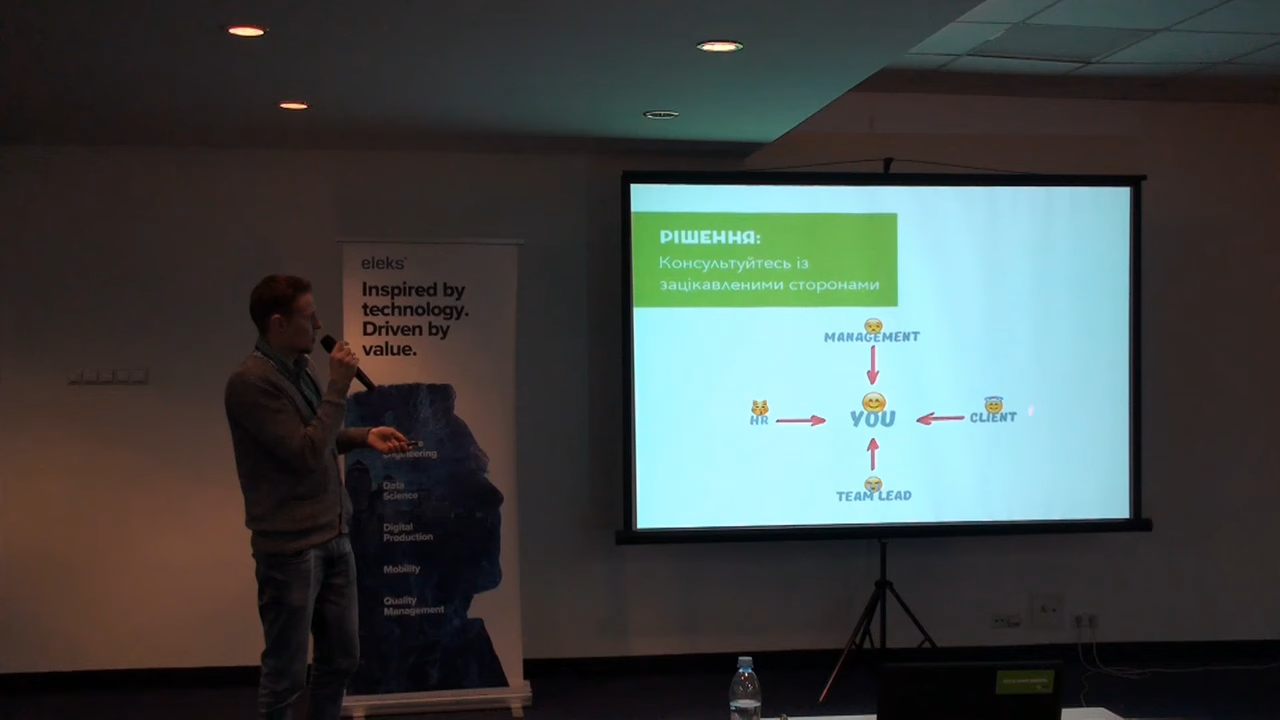 eleks
Inspired by
technology.
Driven by
value.
Engineering
Data
Science
Digital
Production
Mobility
Quality
Management
РІШЕННЯ:
Консультуйтесь із
зацікавленими сторонами
MANAGEMENT
HR
YOU
CLIENT
TEAM LEAD